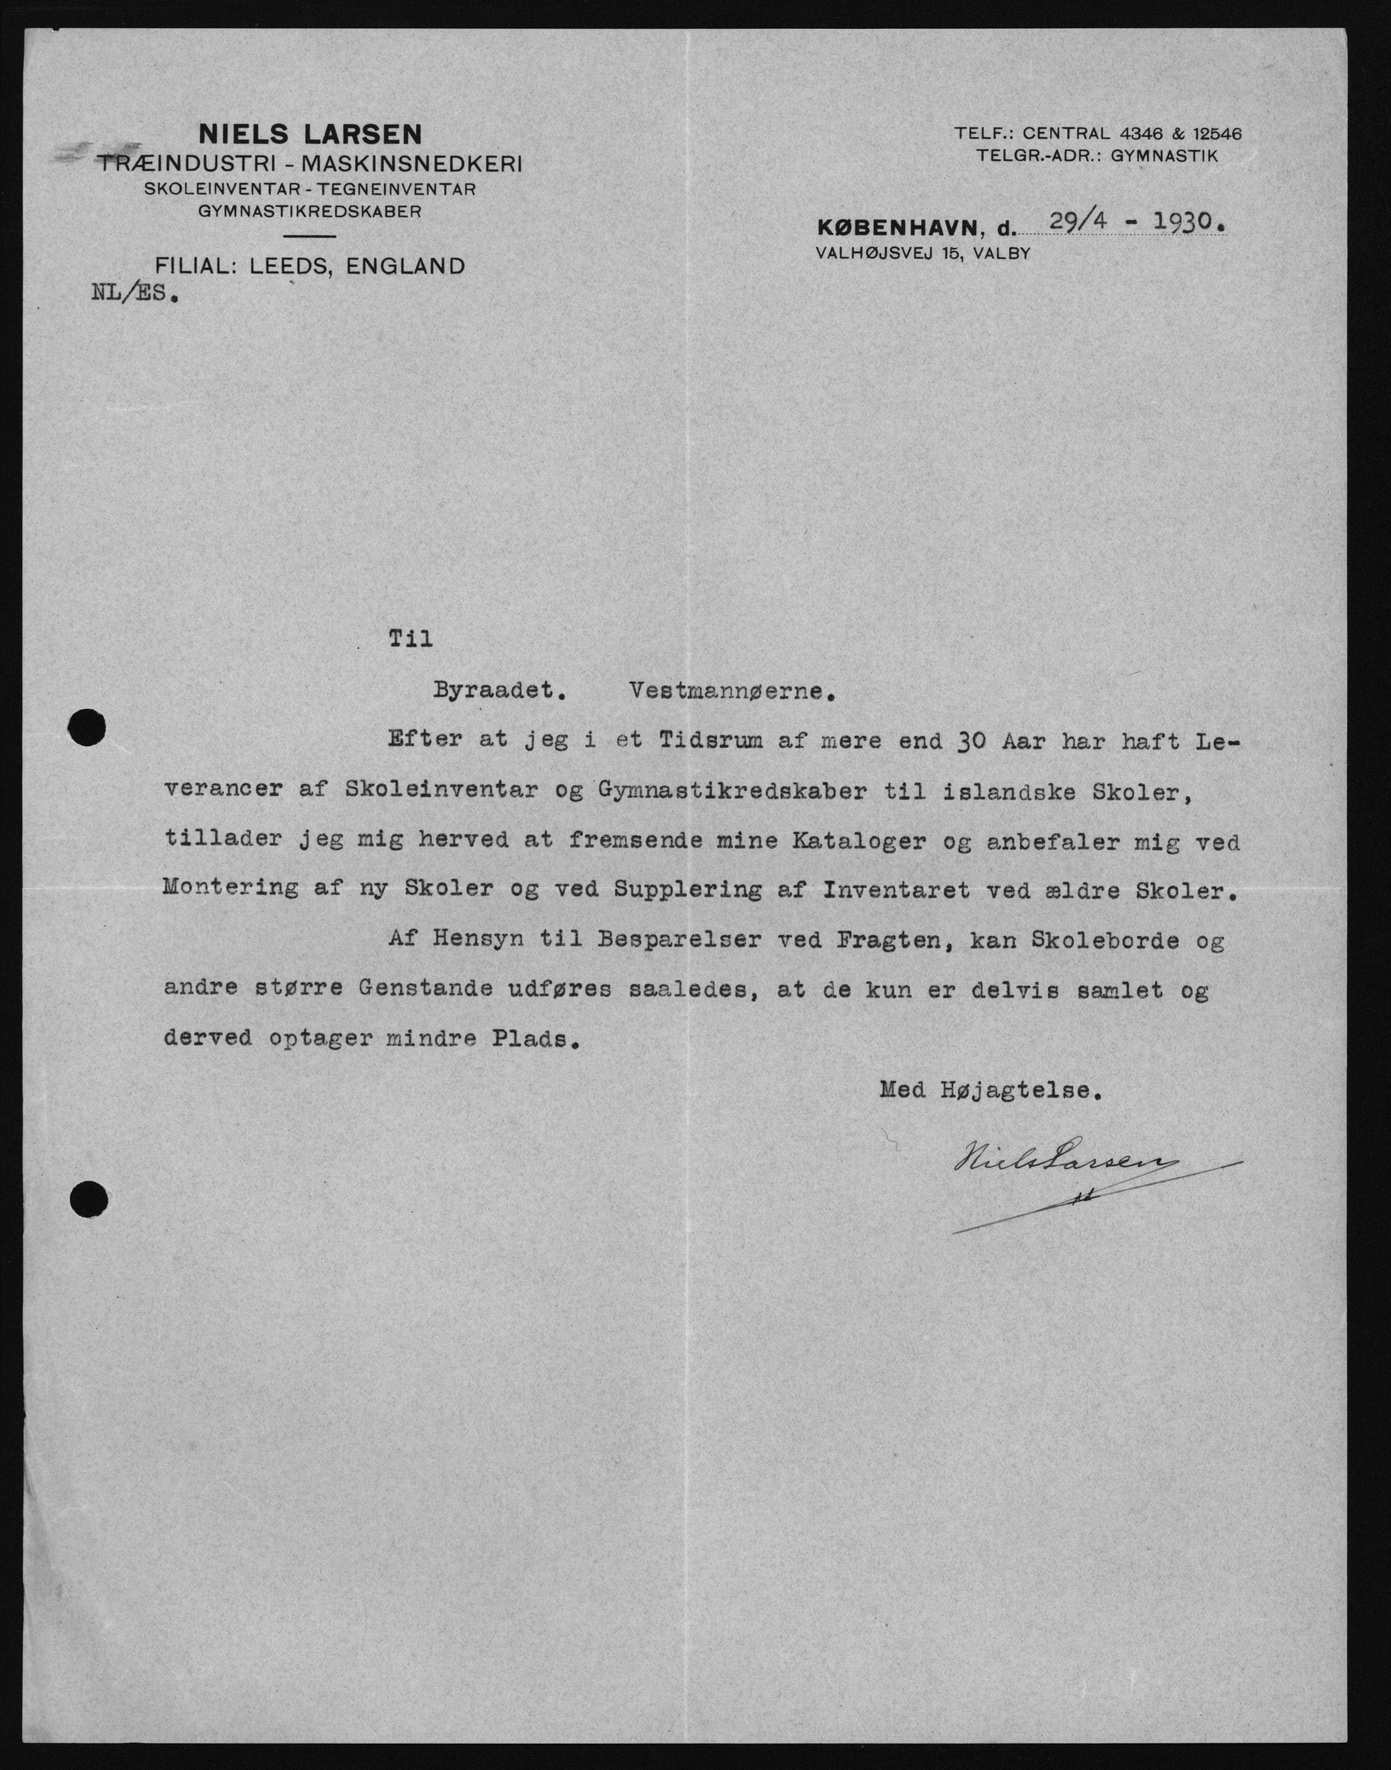 NIELS LARSEN
TRÆINDUSTRI - MASKINSNEDKERI
SKOLEINVENTAR - TEGNEINVENTAR
GYMNASTIKREDSKABER
FILIAL: LEEDS, ENGLAND
NL/ES.
TELF.: CENTRAL 4346 & 12546
TELGR.-ADR.: GYMNASTIK
KØBENHAVN, d. 29/4 - 1930.
VALHØJSVEJ 15, VALBY
Til
Byraadet. Vestmannøerne.
Efter at jeg i et Tidsrum af mere end 30 Aar har haft Le-
verancer af Skoleinventar og Gymnastikredskaber til islandske Skoler,
tillader jeg mig herved at fremsende mine Kataloger og anbefaler mig ved
Montering af ny Skoler og ved Supplering af Inventaret ved ældre Skoler.
Af Hensyn til Besparelser ved Fragten, kan Skoleborde og
andre større Genstande udføres saaledes, at de kun er delvis samlet og
derved optager mindre Plads.
Med Højagtelse.
Niels Larsen